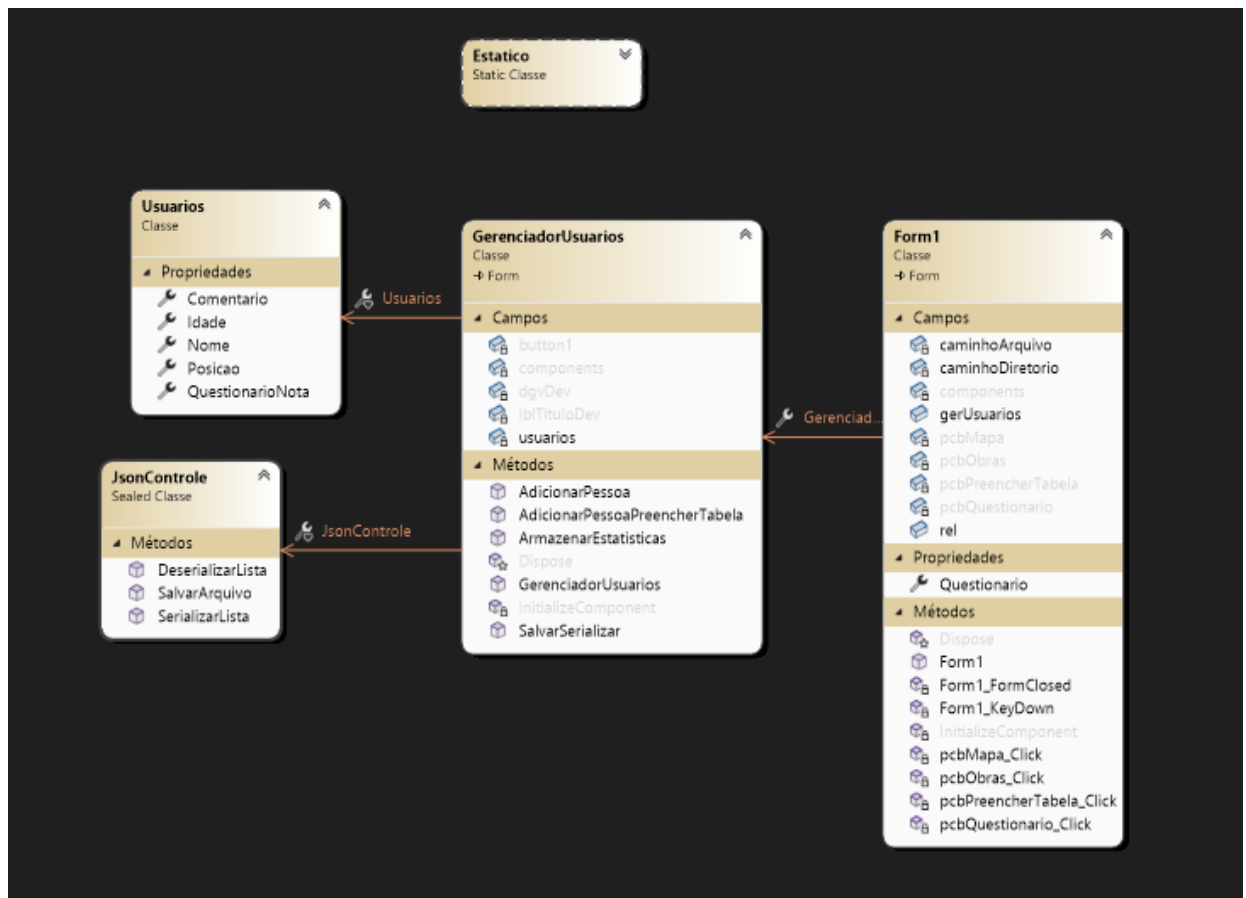 Estatico
Static Classe
Usuarios
Classe
Propriedades
Comentario
Idade
Nome
Posicao
QuestionarioNota
Usuarios
JsonControle
Sealed Classe
Métodos
DeserializarLista
SalvarArquivo
SerializarLista
JsonControle
GerenciadorUsuarios
Classe
Form
Campos
button1
components
dgvDev
lblTituloDev
usuarios
Métodos
AdicionarPessoa
AdicionarPessoaPreencherTabela
ArmazenarEstatisticas
Dispose
GerenciadorUsuarios
InitializeComponent
SalvarSerializar
Gerenciad...
Form1
Classe
Form
Campos
caminhoArquivo
caminhoDiretorio
components
gerUsuarios
pcbMapa
pcbObras
pcbPreencherTabela
pcbQuestionario
rel
Propriedades
Questionario
Métodos
Dispose
Form1
Form1_FormClosed
Form1_KeyDown
InitializeComponent
pcbMapa_Click
pcbObras_Click
pcbPreencherTabela_Click
pcbQuestionario_Click